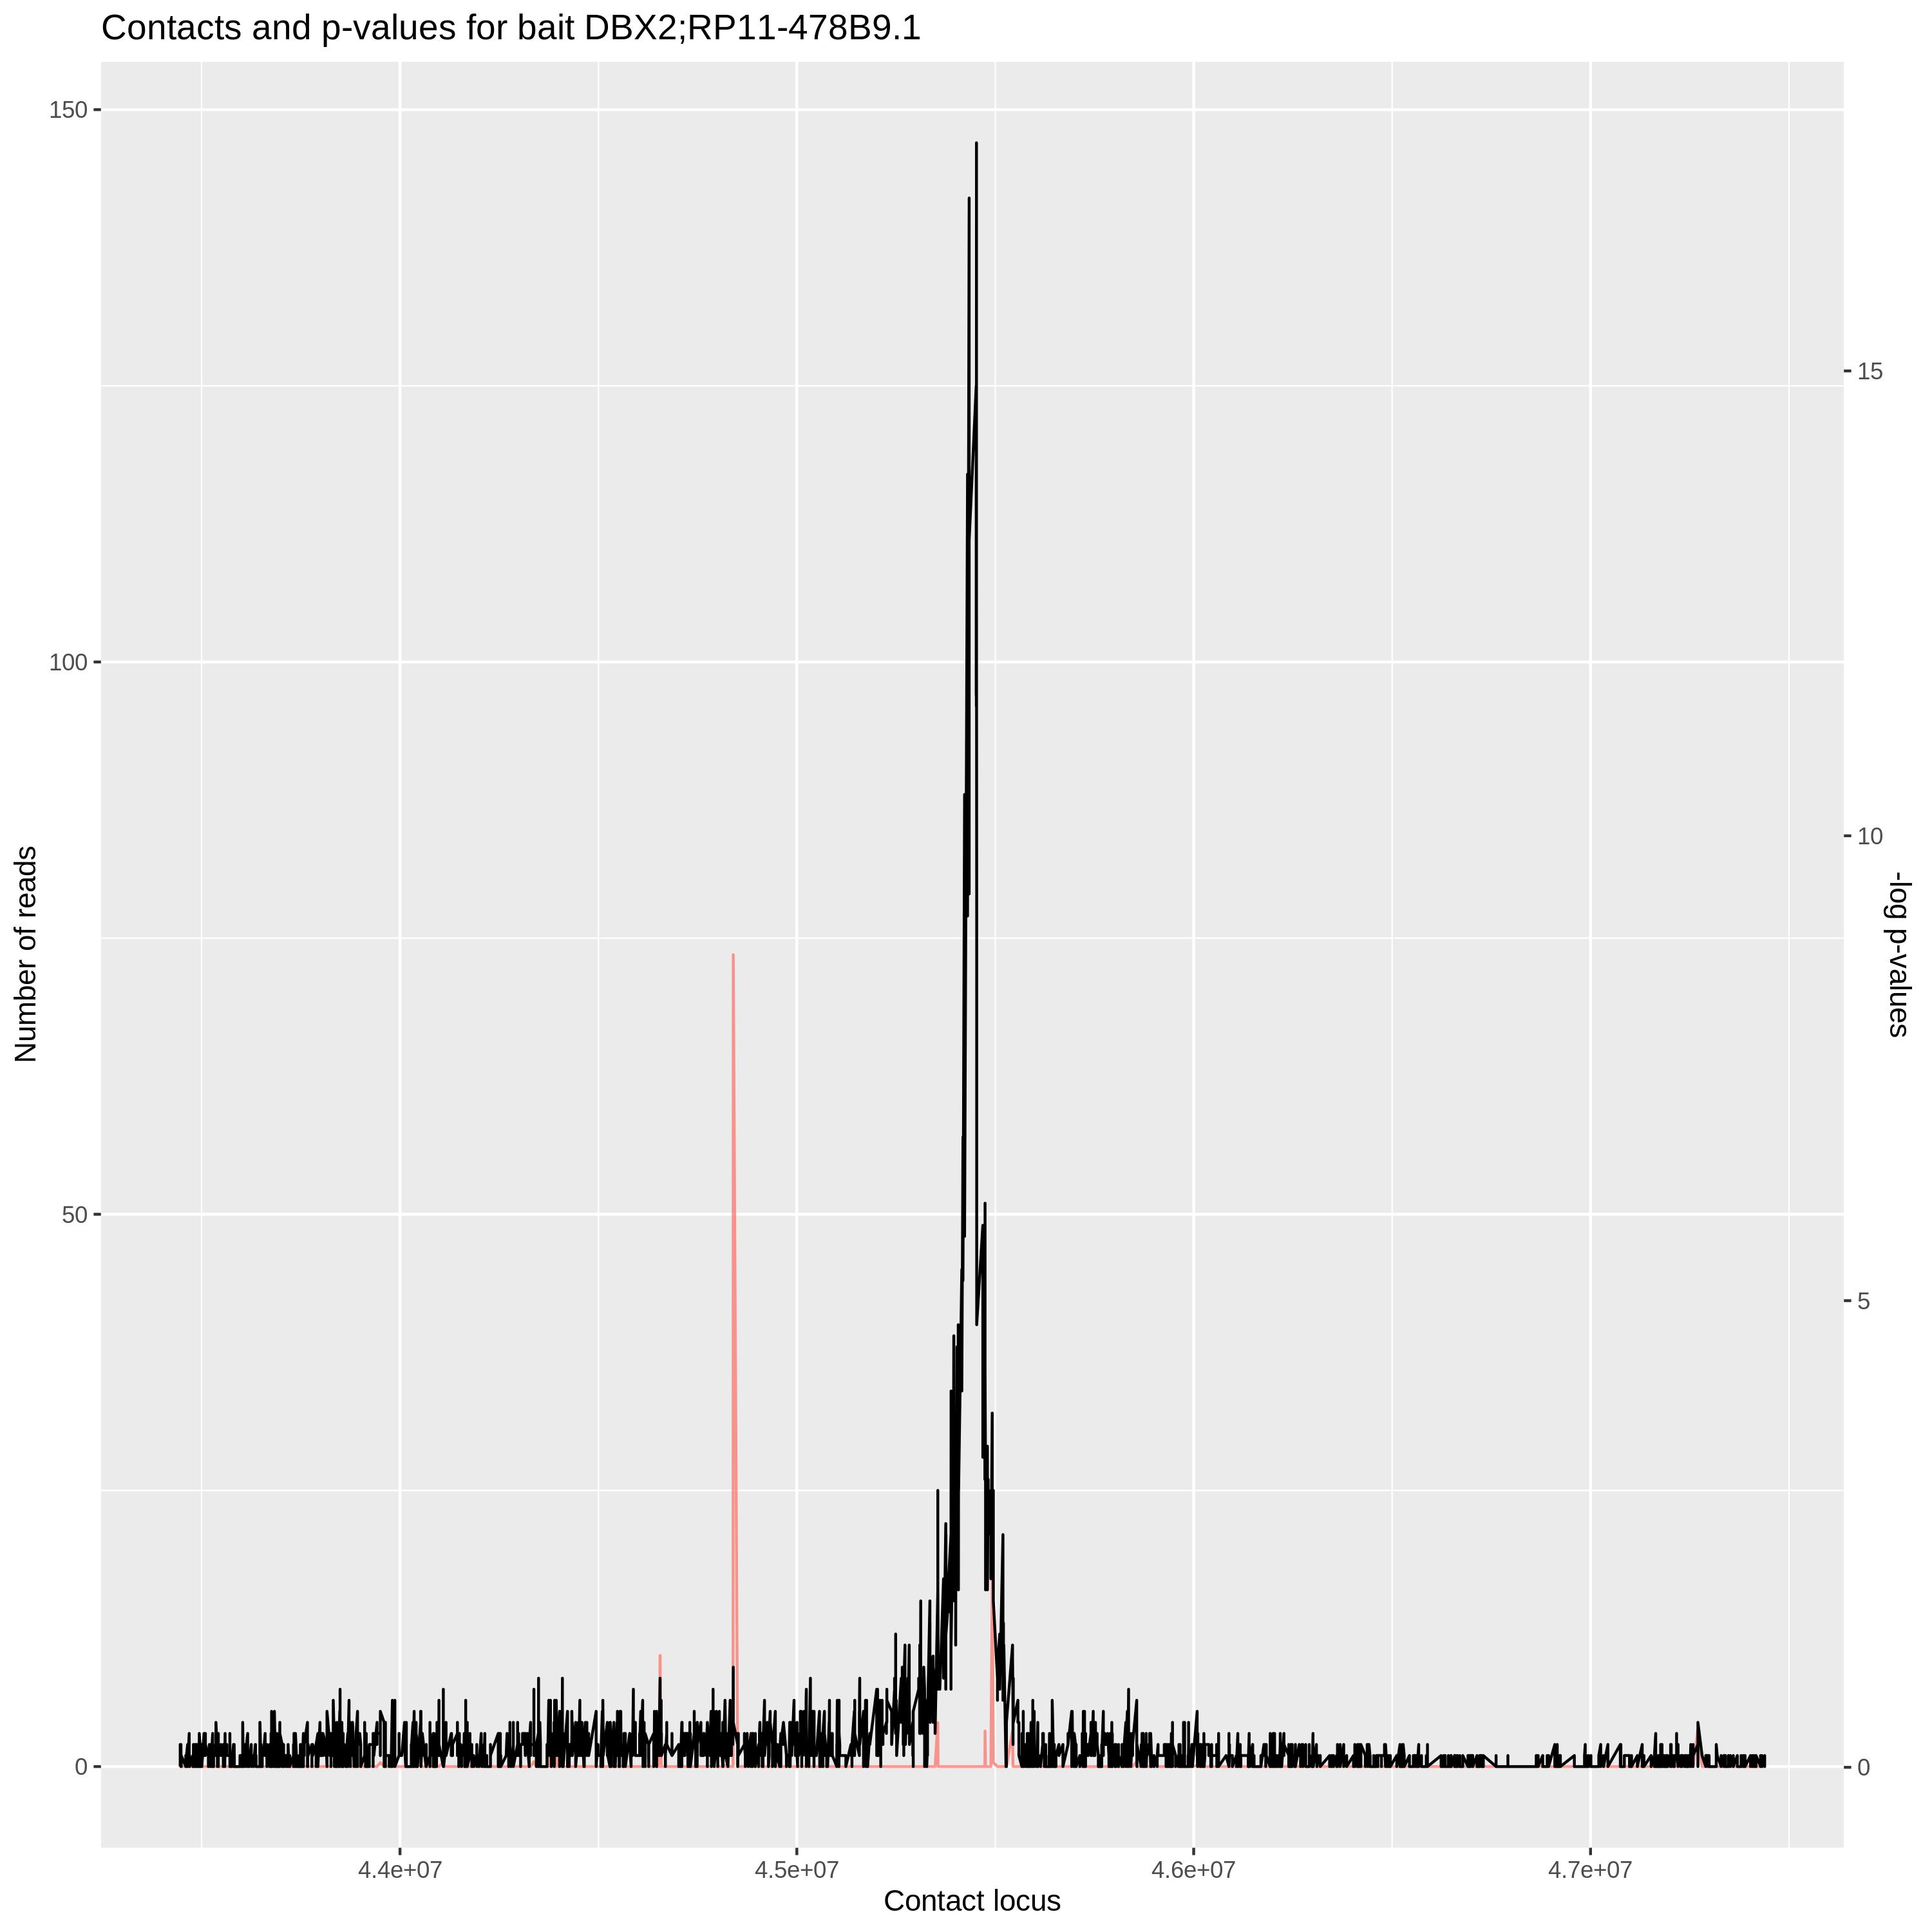 Contacts and p-values for bait DBX2;RP11-478B9.1
150
100
50
0
Number of reads
15
10
5
0
-log p-values
4.4e+07
4.5e+07
4.6e+07
4.7e+07
Contact locus